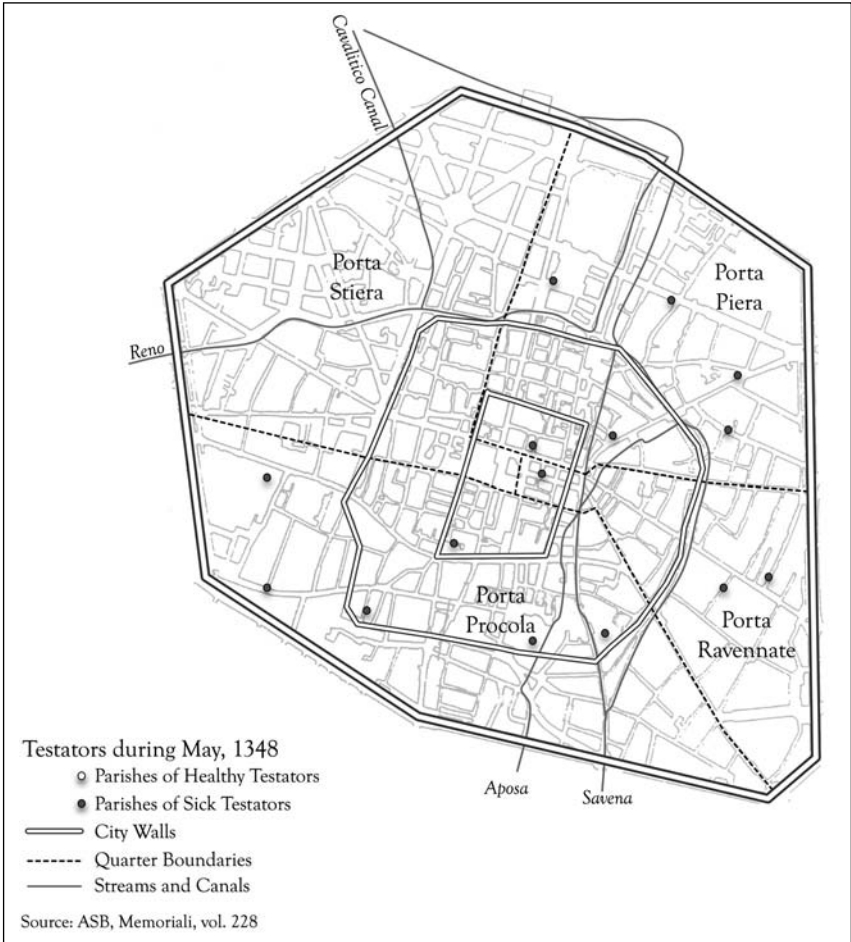 Cavalitico Canal
Porta
Stiera
Porta
Piera
Reno
Porta
Procola
Porta
Ravennate
Aposa
Savena
Testators during May, 1348
Parishes of Healthy Testators
Parishes of Sick Testators
City Walls
Quarter Boundaries
Streams and Canals
Source: ASB, Memoriali, vol. 228